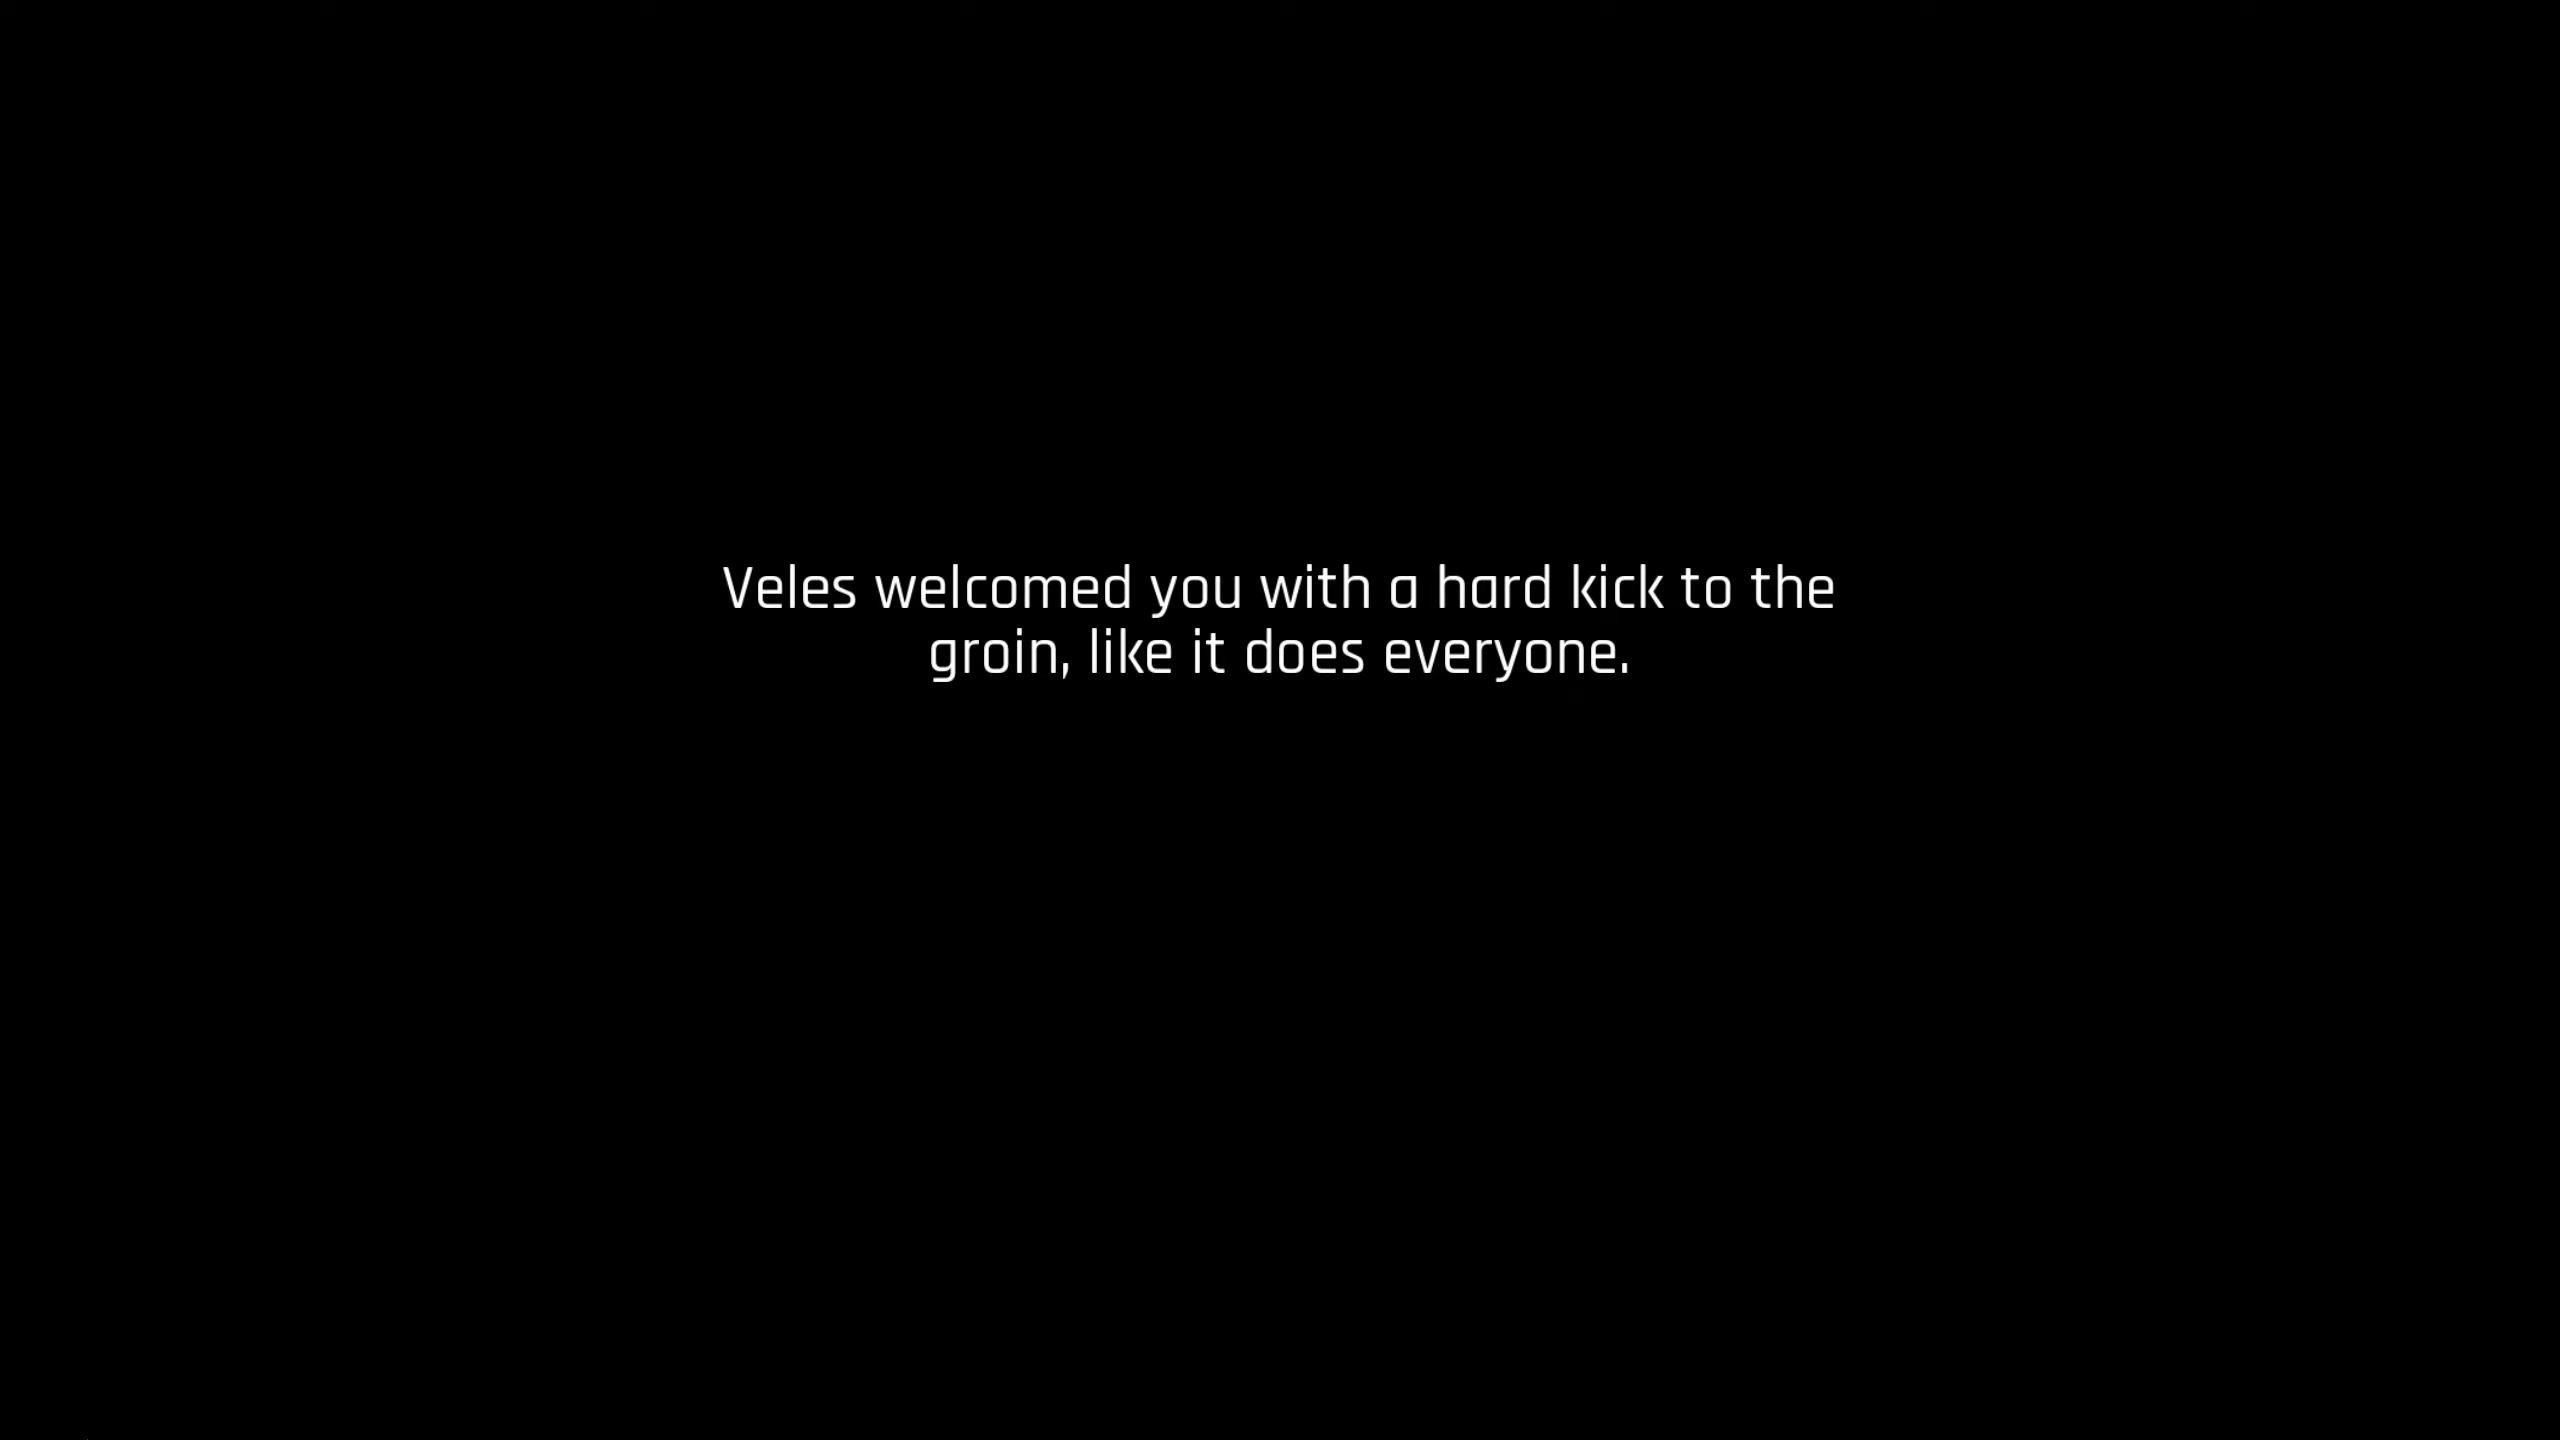 Veles welcomed you with a hard kick to the
groin, like it does everyone.